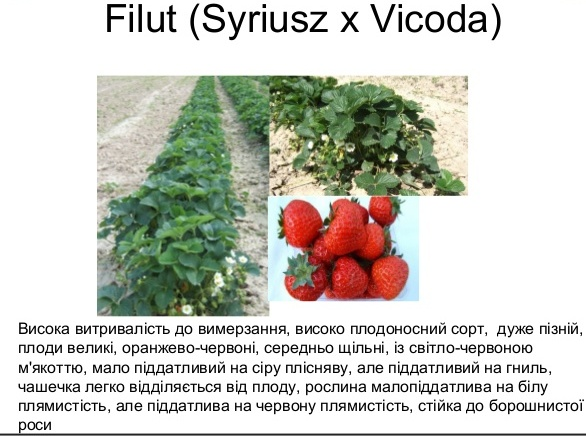 Filut (Syriusz x Vicoda)
Висока витривалість до вимерзання, високо плодоносний сорт, дуже пізній,
плоди великі, оранжево-червоні, середньо щільні, із світло-червоною
м'якоттю, мало піддатливий на сіру плісняву, але піддатливий на гниль,
чашечка легко відділяється від плоду, рослина малопіддатлива на білу
плямистість, але піддатлива на червону плямистість, стійка до борошнистої
роси